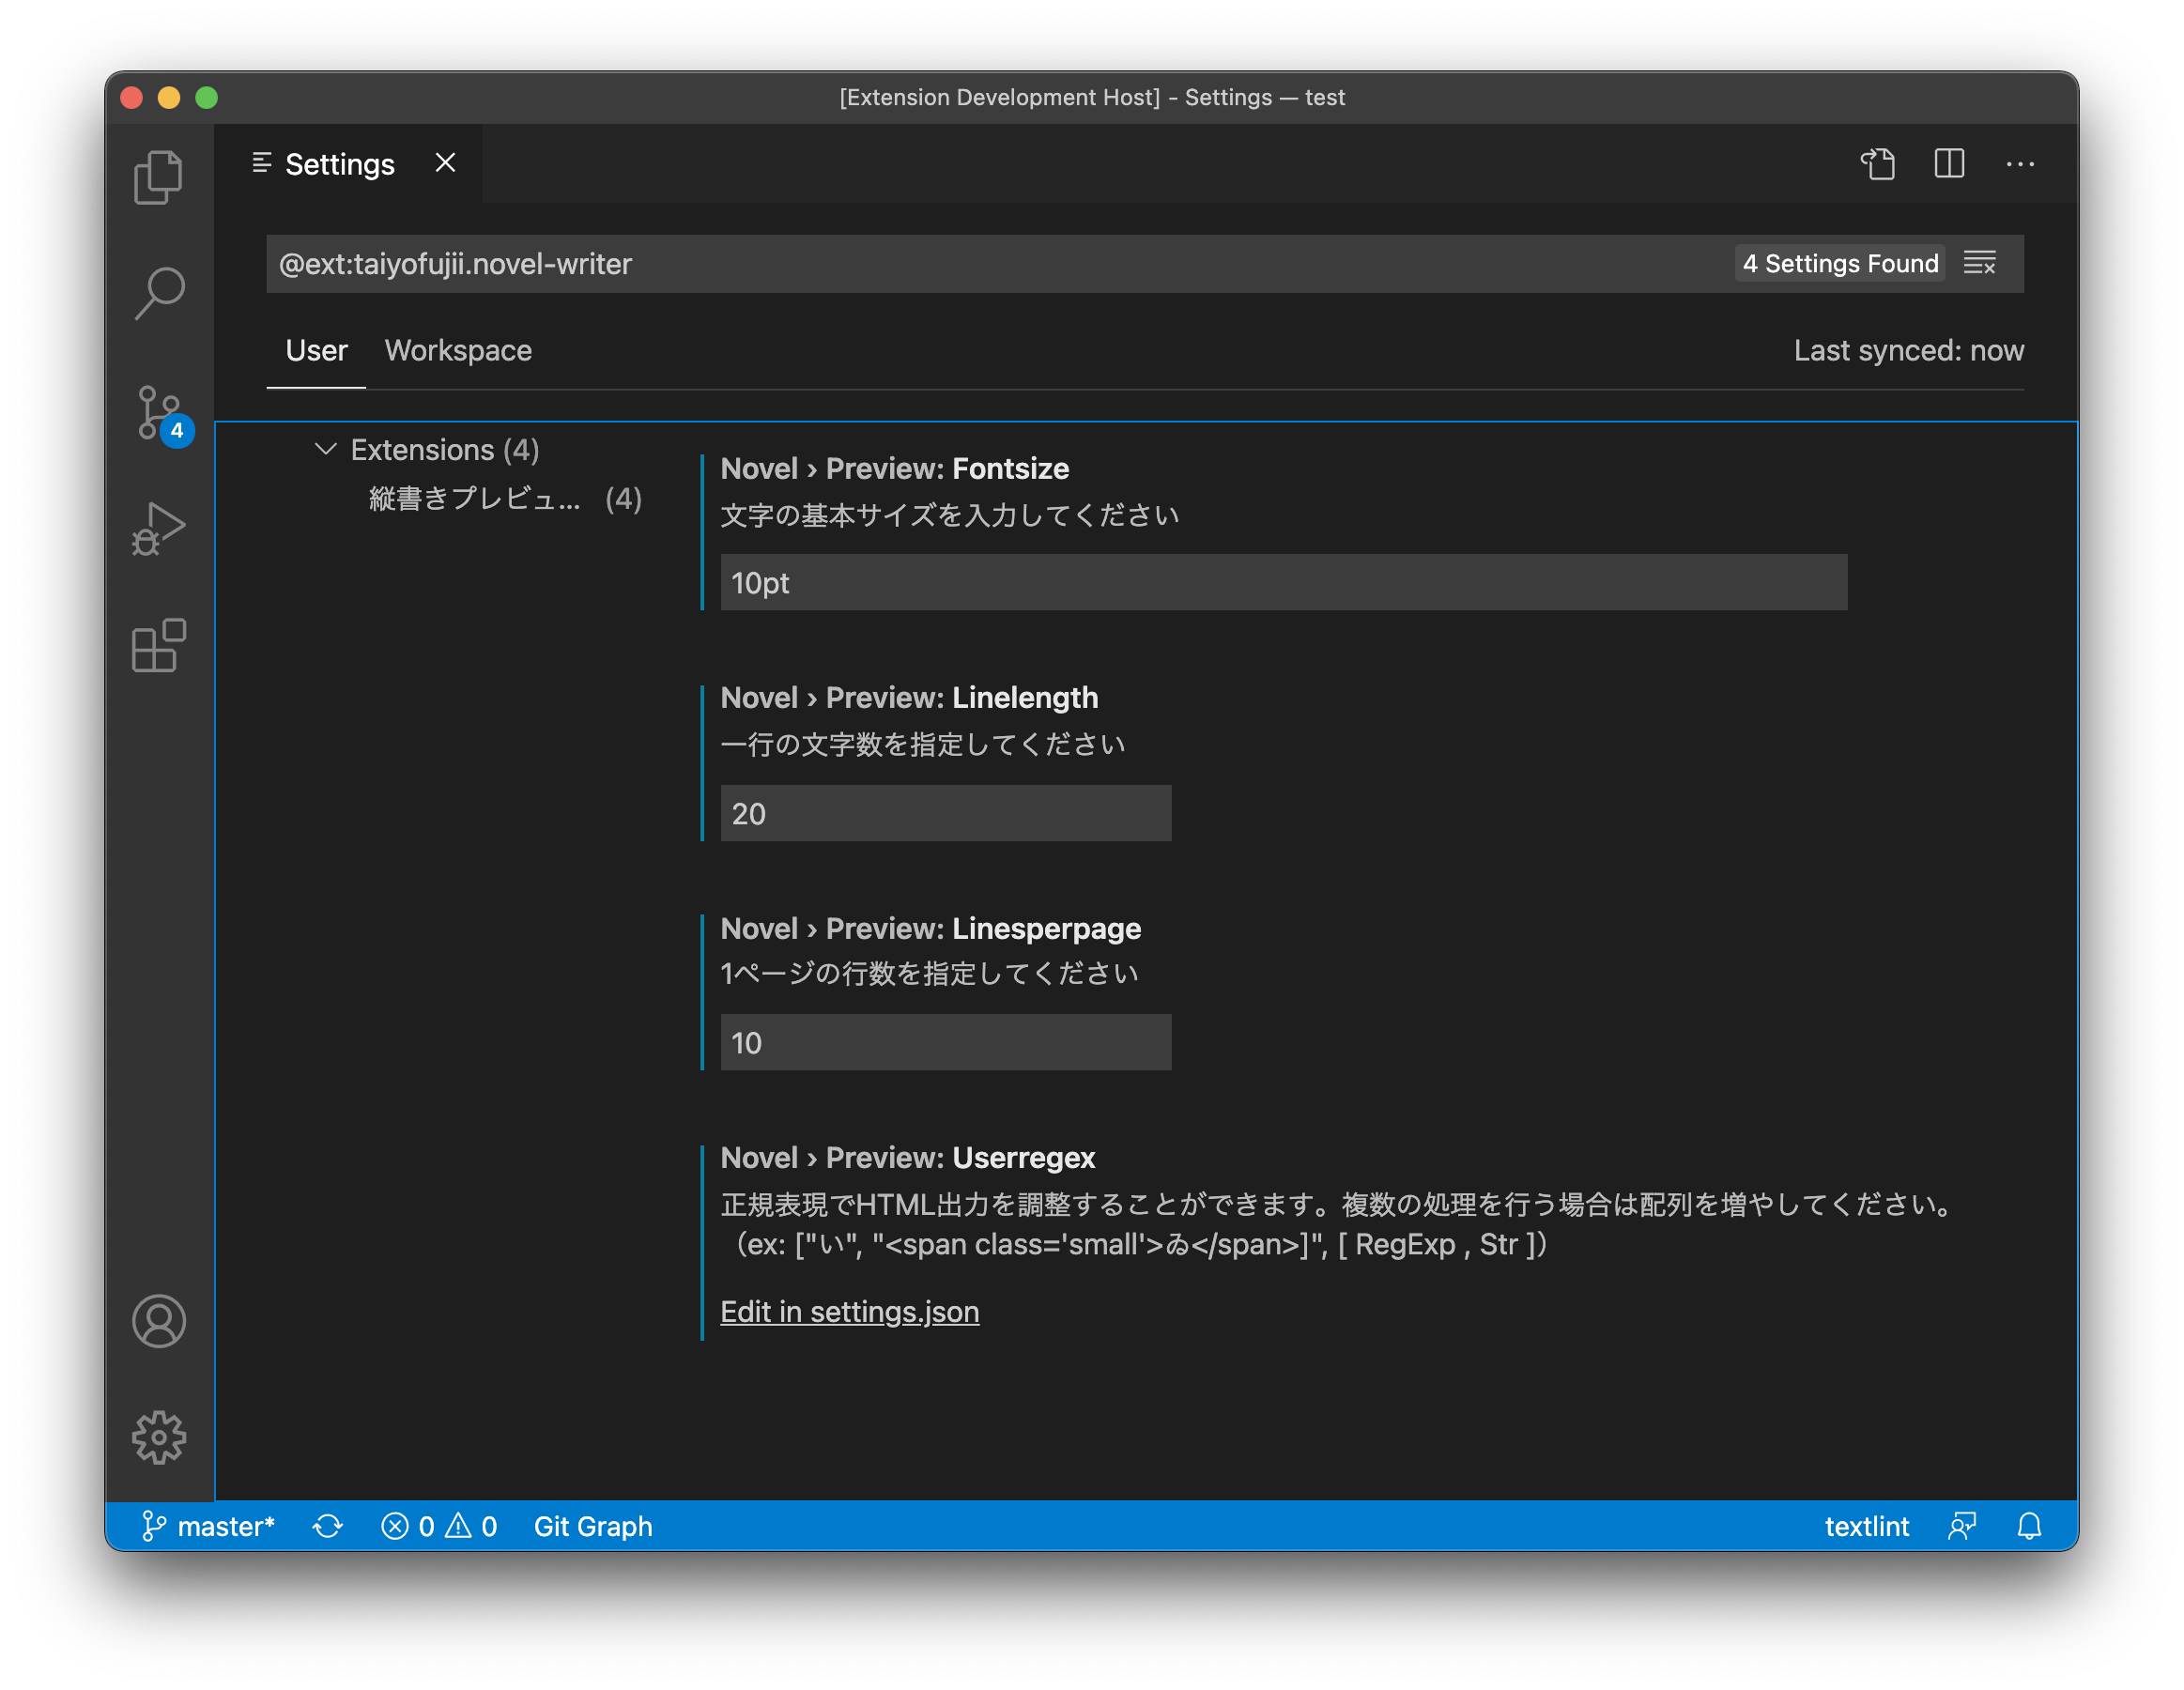 [Extension Development Host] - Settings — test
Settings
@ext:taiyofujii.novel-writer
4 Settings Found
User Workspace
Last synced: now
4
Extensions (4)
縦書きプレビュ... (4)
Novel › Preview: Fontsize
文字の基本サイズを入力してください
10pt
Novel › Preview: Linelength
一行の文字数を指定してください
20
Novel › Preview: Linesperpage
1ページの行数を指定してください
10
Novel › Preview: Userregex
正規表現でHTML出力を調整することができます。複数の処理を行う場合は配列を増やしてください。
（ex: ["い", "<span class='small'>ゐ</span>]", [ RegExp , Str ]）
Edit in settings.json
master* 0 0 Git Graph
textlint